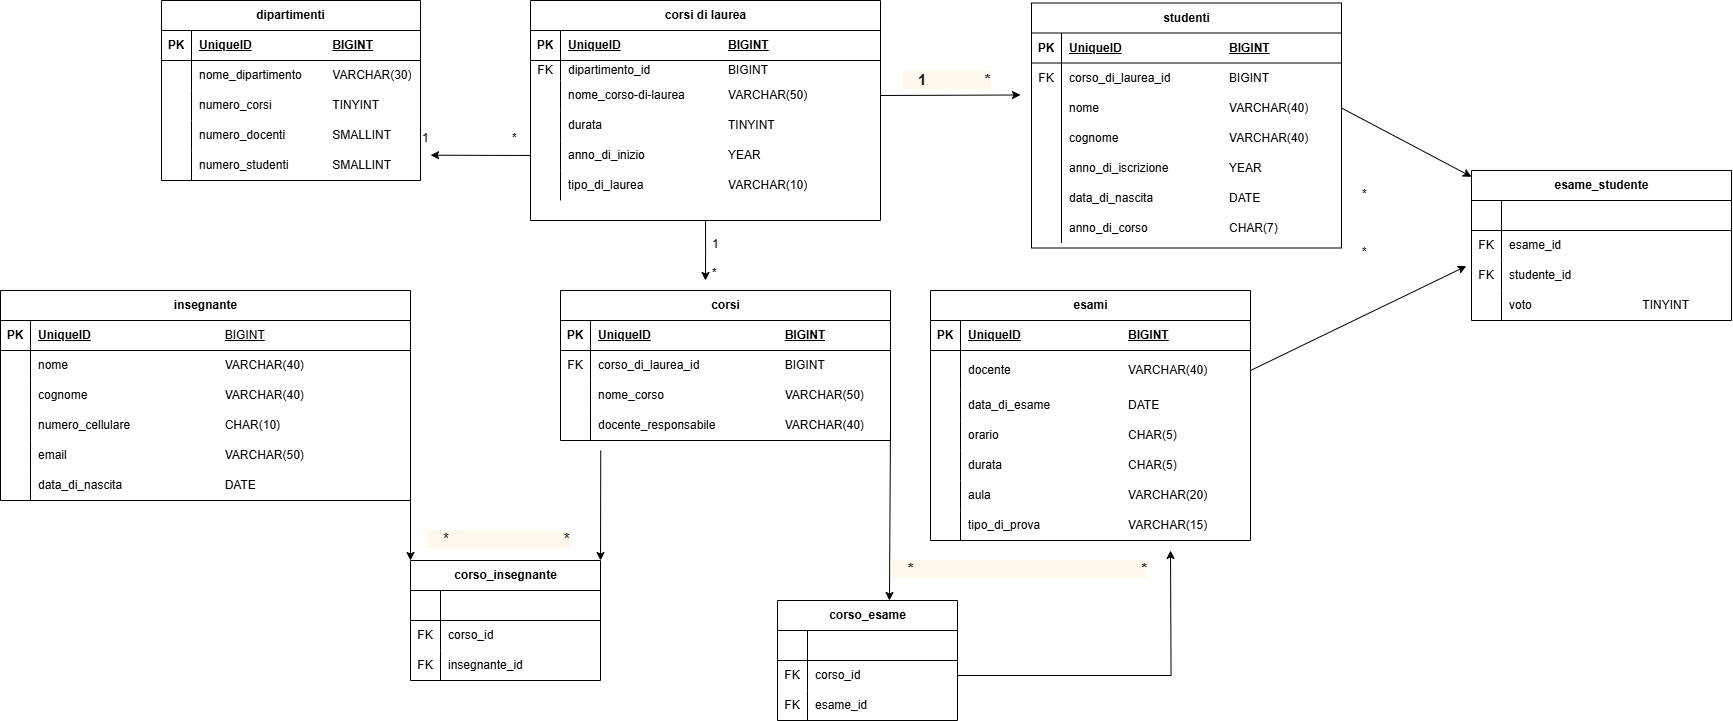 dipartimenti
PK UniqueID BIGINT
nome_dipartimento VARCHAR(30)
numero_corsi TINYINT
numero_docenti SMALLINT
numero_studenti SMALLINT
1 *
corsi di laurea
PK UniqueID BIGINT
FK dipartimento_id BIGINT
nome_corso-di-laurea VARCHAR(50)
durata TINYINT
anno_di_inizio YEAR
tipo_di_laurea VARCHAR(10)
1 *
1
*
studenti
PK UniqueID BIGINT
FK corso_di_laurea_id BIGINT
nome VARCHAR(40)
cognome VARCHAR(40)
anno_di_iscrizione YEAR
data_di_nascita DATE
anno_di_corso CHAR(7)
*
*
esame_studente
FK esame_id
FK studente_id
voto TINYINT
insegnante
PK UniqueID BIGINT
nome VARCHAR(40)
cognome VARCHAR(40)
numero_cellulare CHAR(10)
email VARCHAR(50)
data_di_nascita DATE
corsi
PK UniqueID BIGINT
FK corso_di_laurea_id BIGINT
nome_corso VARCHAR(50)
docente_responsabile VARCHAR(40)
esami
PK UniqueID BIGINT
docente VARCHAR(40)
data_di_esame DATE
orario CHAR(5)
durata CHAR(5)
aula VARCHAR(20)
tipo_di_prova VARCHAR(15)
* *
corso_insegnante
FK corso_id
FK insegnante_id
* *
corso_esame
FK corso_id
FK esame_id